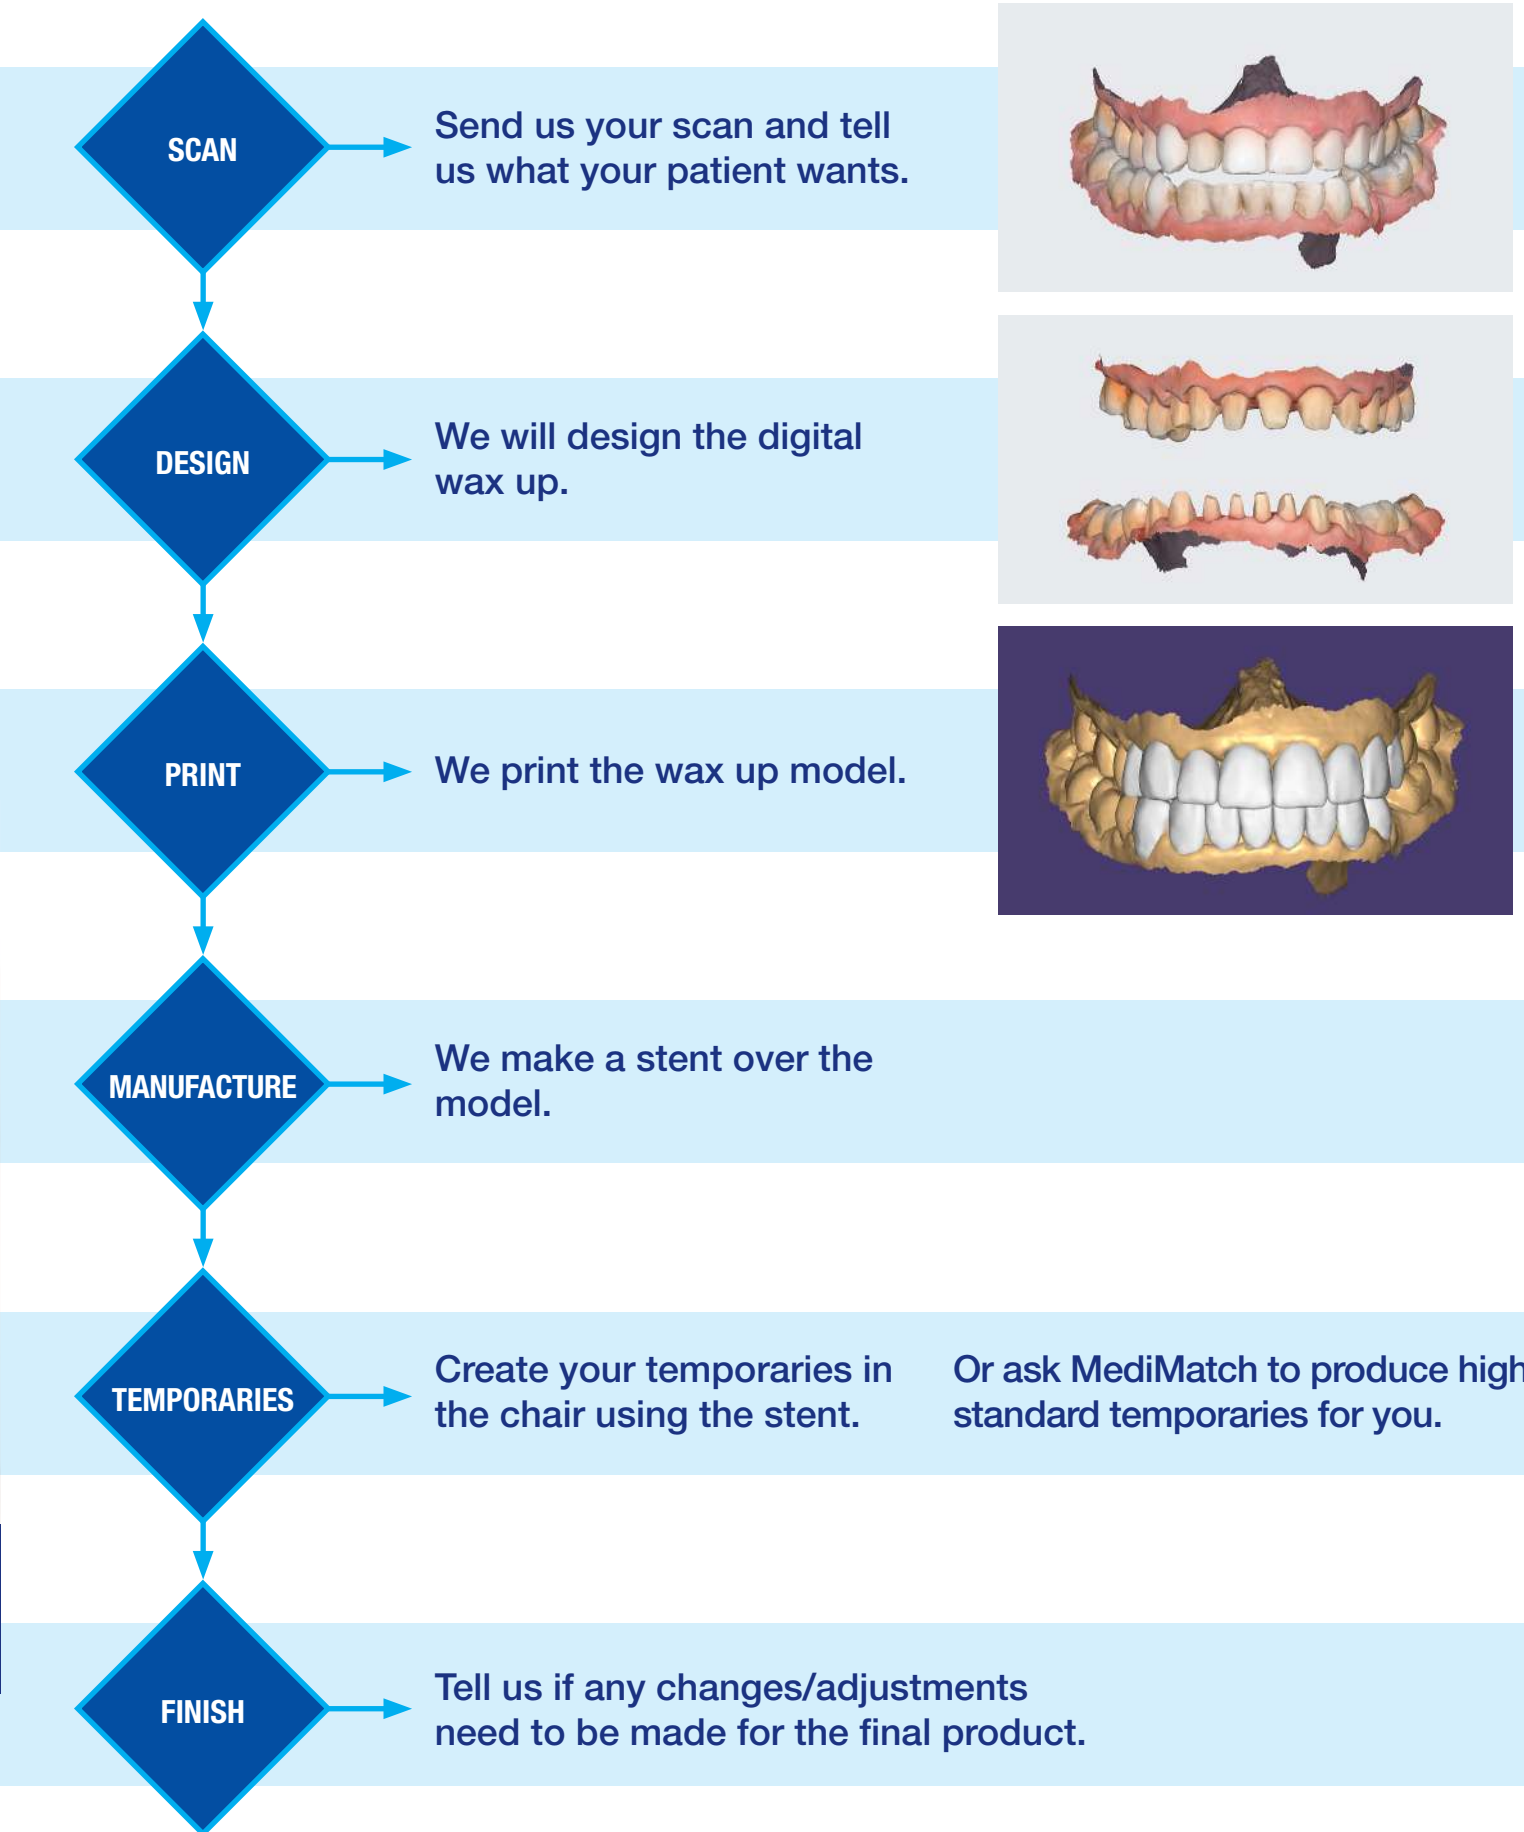 SCAN
Send us your scan and tell
us what your patient wants.
DESIGN
We will design the digital
wax up.
PRINT
We print the wax up model.
MANUFACTURE
We make a stent over the
model.
TEMPORARIES
Create your temporaries in
the chair using the stent.
Or ask MediMatch to produce high
standard temporaries for you.
FINISH
Tell us if any changes/adjustments
need to be made for the final product.